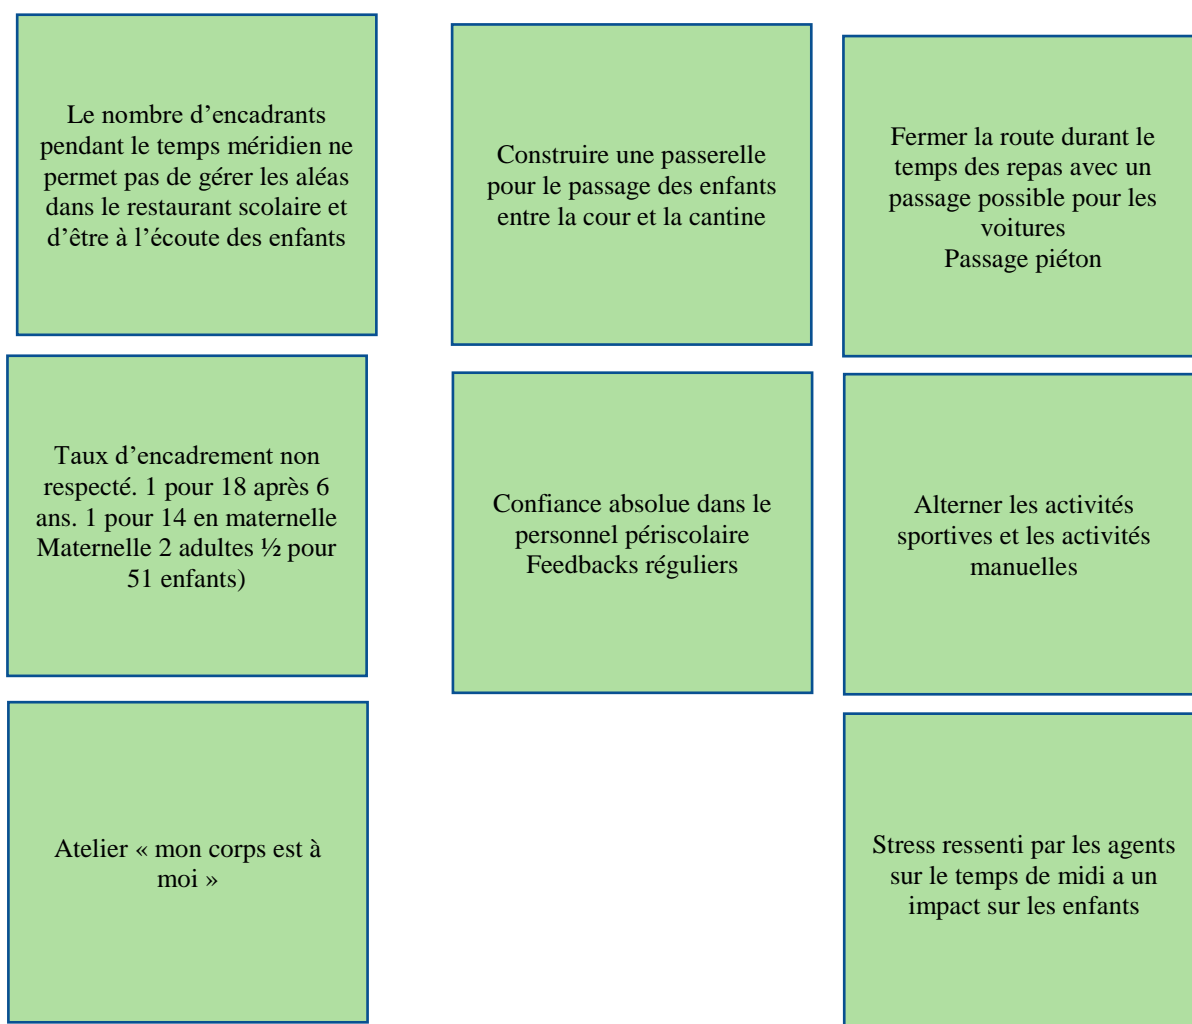 Le nombre d’encadrants
pendant le temps méridien ne
permet pas de gérer les aléas
dans le restaurant scolaire et
d’être à l’écoute des enfants
Construire une passerelle
pour le passage des enfants
entre la cour et la cantine
Fermer la route durant le
temps des repas avec un
passage possible pour les
voitures
Passage piéton
Taux d’encadrement non
respecté. 1 pour 18 après 6
ans. 1 pour 14 en maternelle
Maternelle 2 adultes ½ pour
51 enfants)
Confiance absolue dans le
personnel périscolaire
Feedbacks réguliers
Alterner les activités
sportives et les activités
manuelles
Atelier « mon corps est à
moi »
Stress ressenti par les agents
sur le temps de midi a un
impact sur les enfants